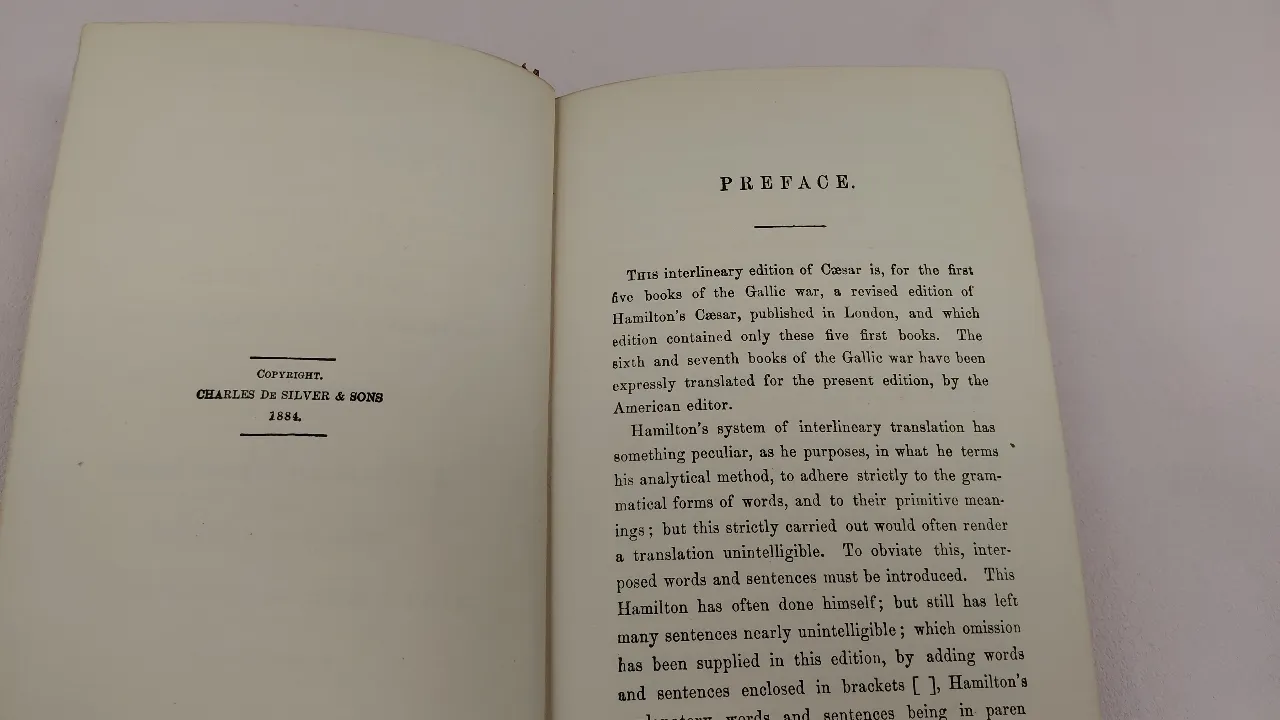 COPYRIGHT.
CHARLES DE SILVER & SONS
1884.
PREFACE.
THIS interlineary edition of Cæsar is, for the first
five books of the Gallic war, a revised edition of
Hamilton's Cæsar, published in London, and which
edition contained only these five first books. The
sixth and seventh books of the Gallic war have been
expressly translated for the present edition, by the
American editor.
Hamilton's system of interlineary translation has
something peculiar, as he purposes, in what he terms
his analytical method, to adhere strictly to the gram-
matical forms of words, and to their primitive mean-
ings; but this strictly carried out would often render
a translation unintelligible. To obviate this, inter-
posed words and sentences must be introduced. This
Hamilton has often done himself; but still has left
many sentences nearly unintelligible; which omission
has been supplied in this edition, by adding words
and sentences enclosed in brackets [ ], Hamilton's
words and sentences being in paren